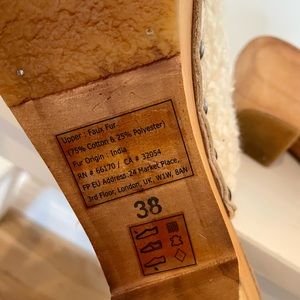 Upper : Faux Fur
(75% Cotton & 25% Polyester)
Fur Origin : India
RN # 66170 / CA # 32054
FP EU Address:24 Market Place,
3rd Floor, London, UK, W1W, 8AN
38